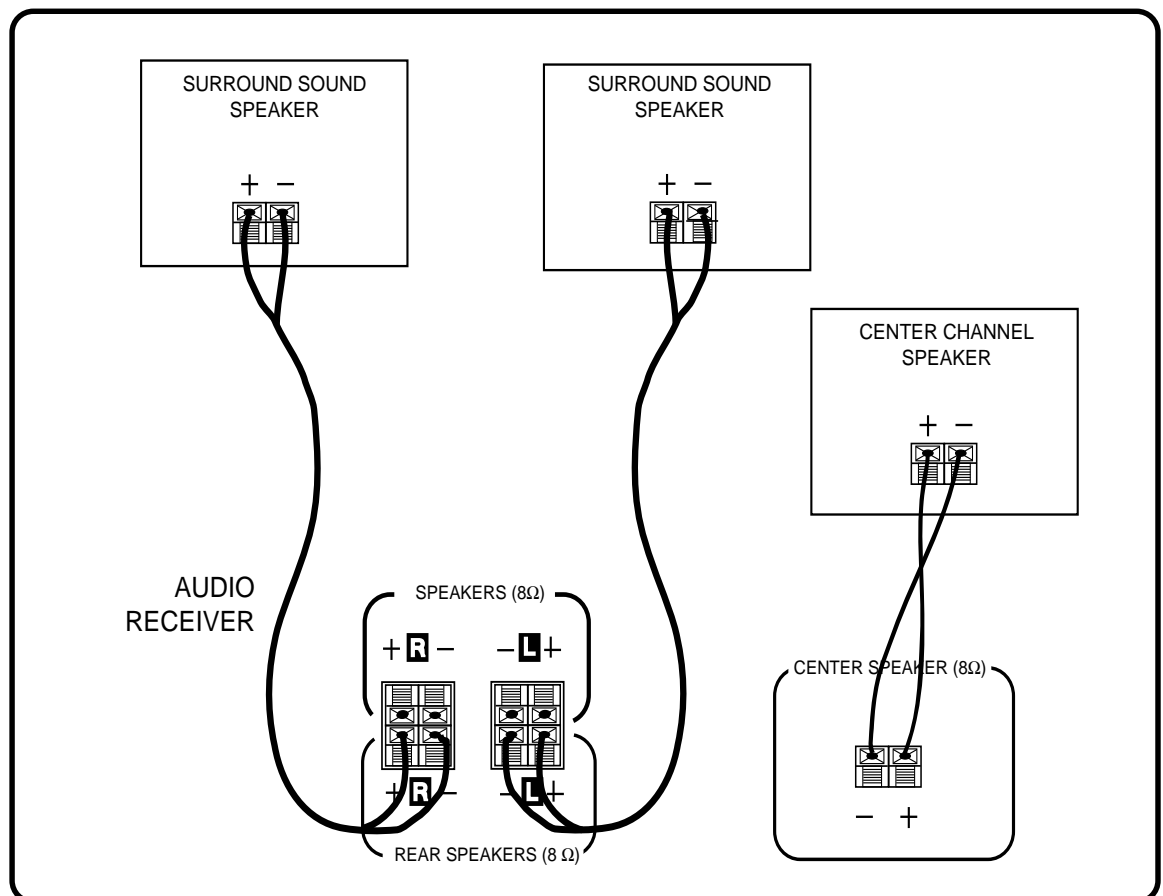 SURROUND SOUND
SPEAKER
+ −
SURROUND SOUND
SPEAKER
+ −
CENTER CHANNEL
SPEAKER
+ −
AUDIO
RECEIVER
SPEAKERS (8Ω)
+ R −
− L +
+ R −
− L +
REAR SPEAKERS (8 Ω)
CENTER SPEAKER (8Ω)
− +